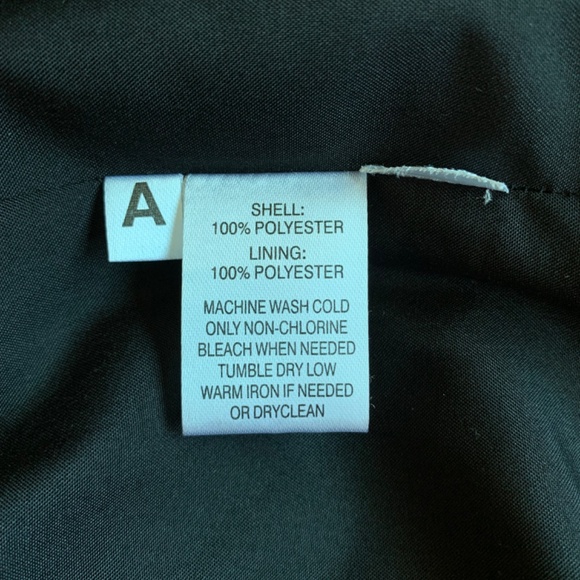 A
SHELL:
100% POLYESTER
LINING:
100% POLYESTER
MACHINE WASH COLD
ONLY NON-CHLORINE
BLEACH WHEN NEEDED
TUMBLE DRY LOW
WARM IRON IF NEEDED
OR DRYCLEAN